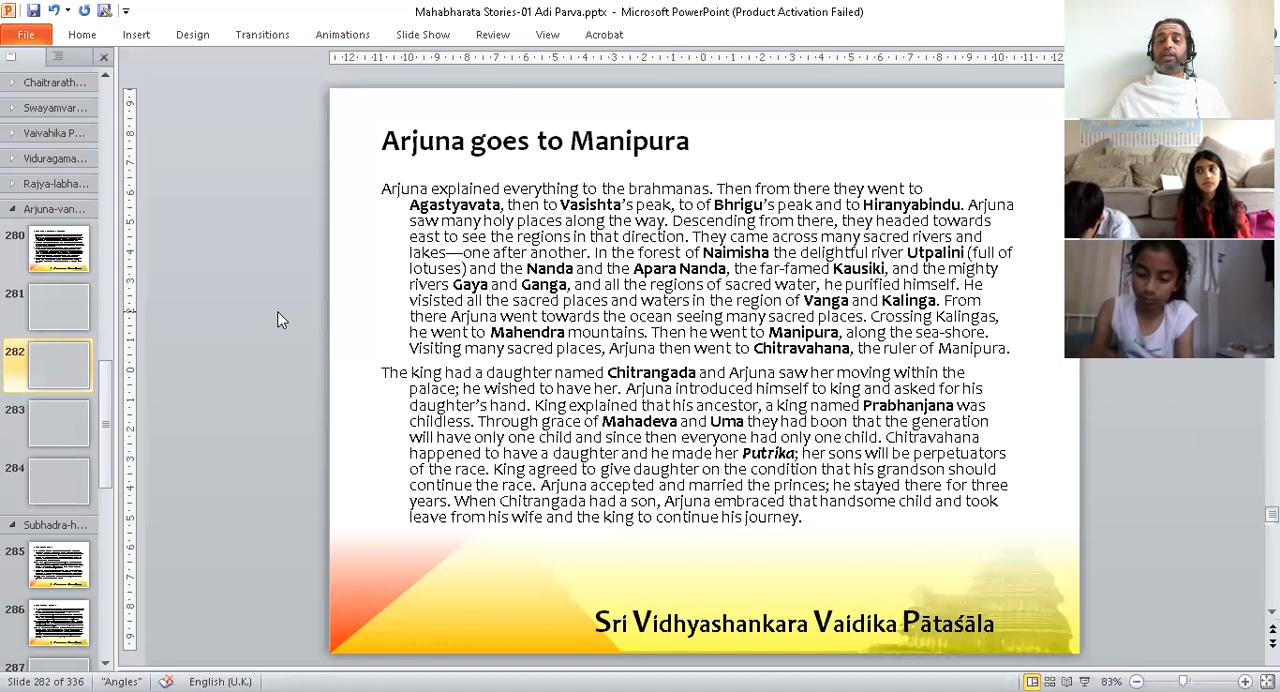 Mahabharata Stories-01 Adi Parva.pptx - Microsoft PowerPoint (Product Activation Failed)
File Home Insert Design Transitions Animations Slide Show Review View Acrobat
Chaitrarath...
Swayamvar...
Vaivahika P...
Viduragama...
Rajya-labha...
Arjuna-van...
280
281
282
283
284
Subhadra-h...
285
286
287
Arjuna goes to Manipura
Arjuna explained everything to the brahmanas. Then from there they went to
Agastyavata, then to Vasishta's peak, to of Bhrigu's peak and to Hiranyabindu. Arjuna
saw many holy places along the way. Descending from there, they headed towards
east to see the regions in that direction. They came across many sacred rivers and
lakes—one after another. In the forest of Naimisha the delightful river Utpalini (full of
lotuses) and the Nanda and the Apara Nanda, the far-famed Kausiki, and the mighty
rivers Gaya and Ganga, and all the regions of sacred water, he purified himself. He
visisted all the sacred places and waters in the region of Vanga and Kalinga. From
there Arjuna went towards the ocean seeing many sacred places. Crossing Kalingas,
he went to Mahendra mountains. Then he went to Manipura, along the sea-shore.
Visiting many sacred places, Arjuna then went to Chitravahana, the ruler of Manipura.
The king had a daughter named Chitrangada and Arjuna saw her moving within the
palace; he wished to have her. Arjuna introduced himself to king and asked for his
daughter's hand. King explained that his ancestor, a king named Prabhanjana was
childless. Through grace of Mahadeva and Uma they had boon that the generation
will have only one child and since then everyone had only one child. Chitravahana
happened to have a daughter and he made her Putrika; her sons will be perpetuators
of the race. King agreed to give daughter on the condition that his grandson should
continue the race. Arjuna accepted and married the princes; he stayed there for three
years. When Chitrangada had a son, Arjuna embraced that handsome child and took
leave from his wife and the king to continue his journey.
Sri Vidhyashankara Vaidika Pātaśāla
Slide 282 of 336 "Angles" English (U.K.) 83%